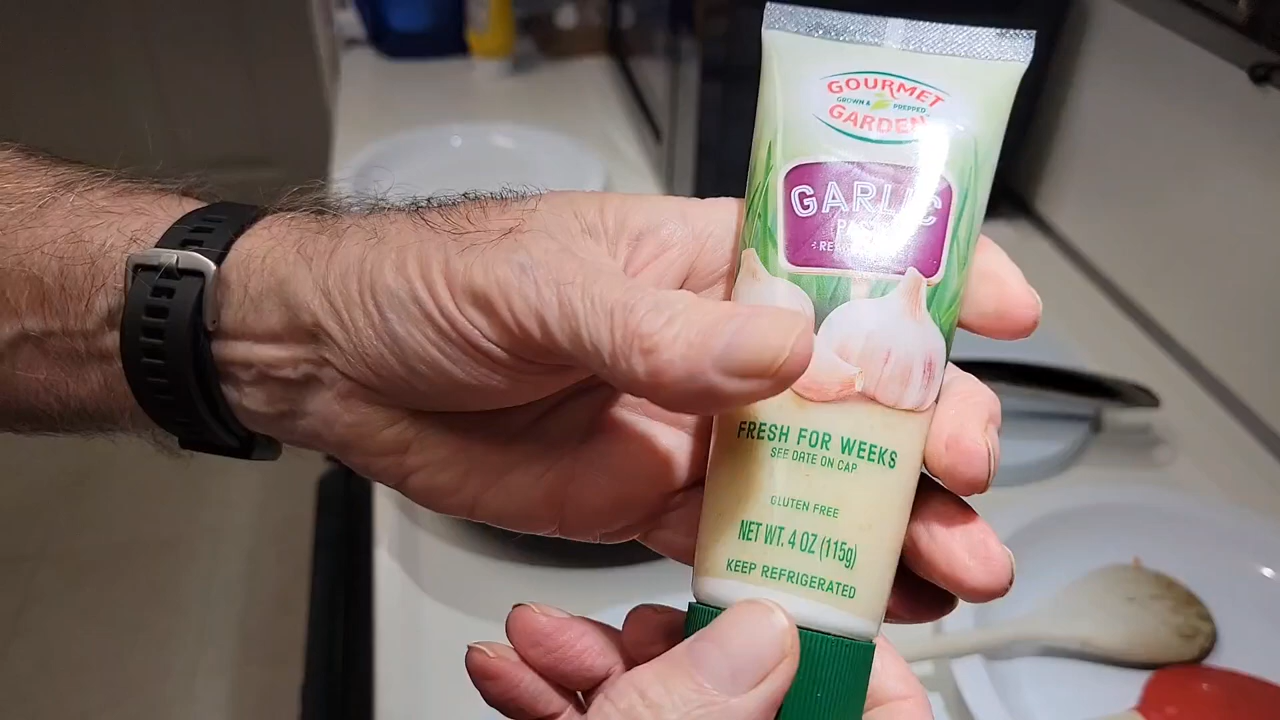 GOURMET
GROWN & PREPPED
GARDEN
GARLIC
FRESH FOR WEEKS
SEE DATE ON CAP
GLUTEN FREE
NET WT. 4 OZ (115g)
KEEP REFRIGERATED